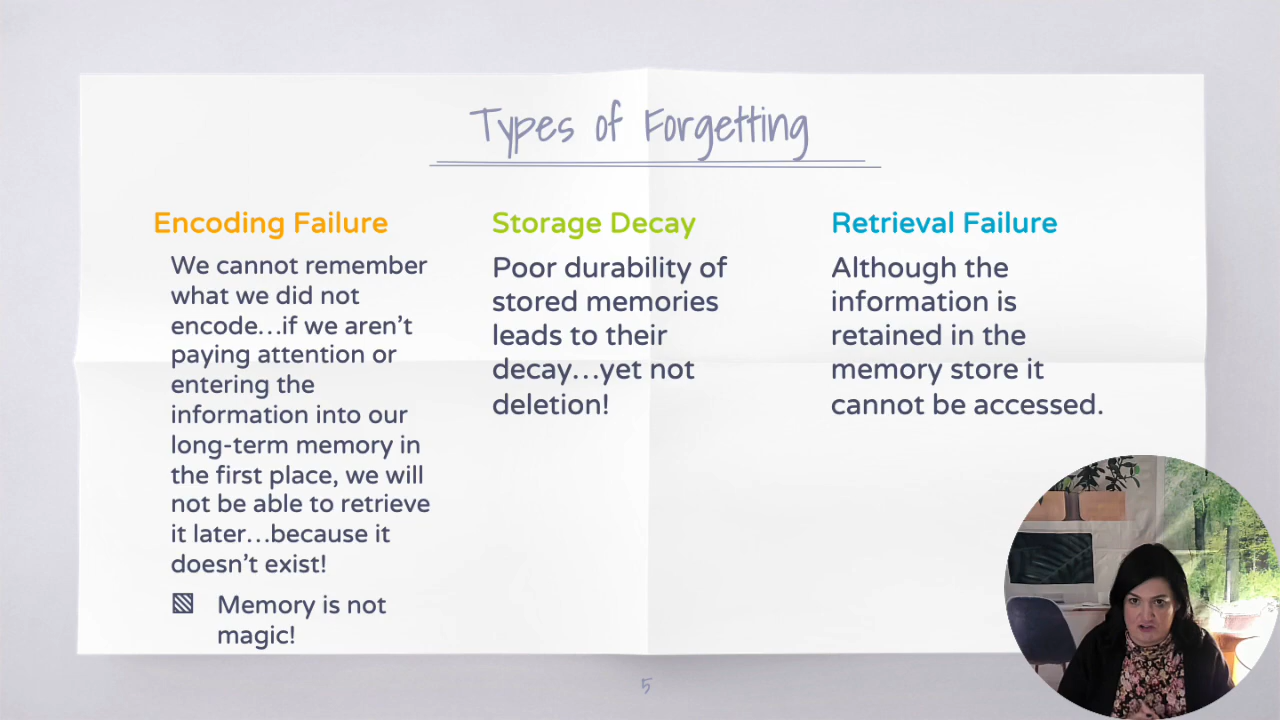 Types of Forgetting
Encoding Failure
We cannot remember
what we did not
encode…if we aren't
paying attention or
entering the
information into our
long-term memory in
the first place, we will
not be able to retrieve
it later…because it
doesn't exist!
Memory is not
magic!
Storage Decay
Poor durability of
stored memories
leads to their
decay…yet not
deletion!
Retrieval Failure
Although the
information is
retained in the
memory store it
cannot be accessed.
5